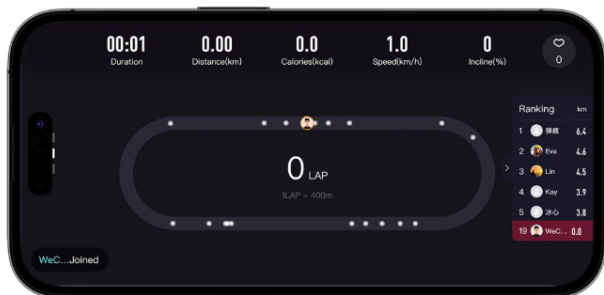 00:01 0.00 0.0 1.0 0
Duration Distance(km) Calories(kcal) Speed(km/h) Incline(%)
0
Ranking km
1 弹痕 6.4
2 Eva 4.6
3 Lin 4.5
4 Kay 3.9
5 冰心 3.8
19 WeC... 0.0
0 LAP
1LAP = 400m
WeC...Joined